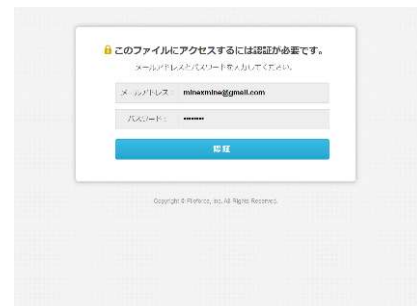 このファイルにアクセスするには認証が必要です。
メールアドレスとパスワードを入力してください。
メールアドレス： minexmine@gmail.com
パスワード： ••••••••
認証
Copyright © Fileforce, Inc. All Rights Reserved.